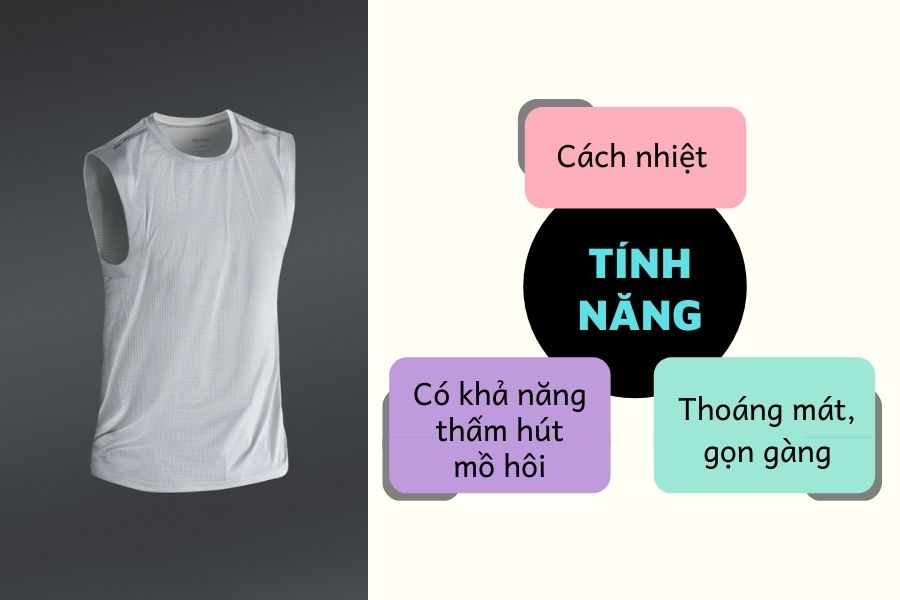 Cách nhiệt
TÍNH
NĂNG
Có khả năng
thấm hút
mồ hôi
Thoáng mát,
gọn gàng